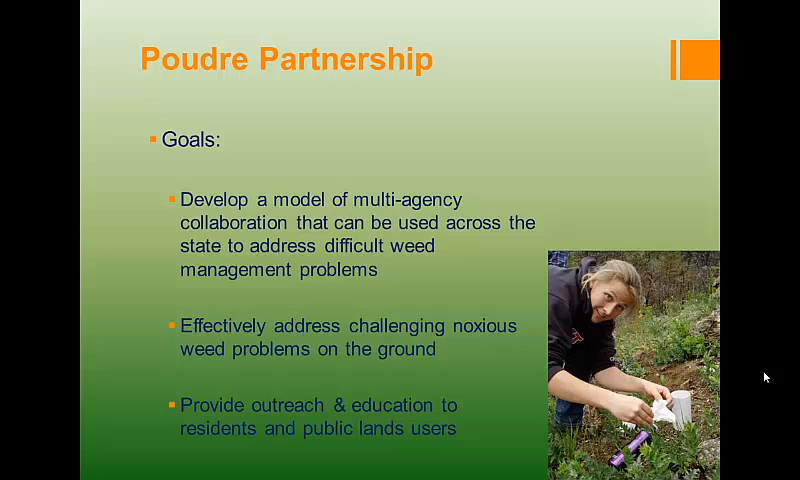 Poudre Partnership
Goals:
Develop a model of multi-agency
collaboration that can be used across the
state to address difficult weed
management problems
Effectively address challenging noxious
weed problems on the ground
Provide outreach & education to
residents and public lands users